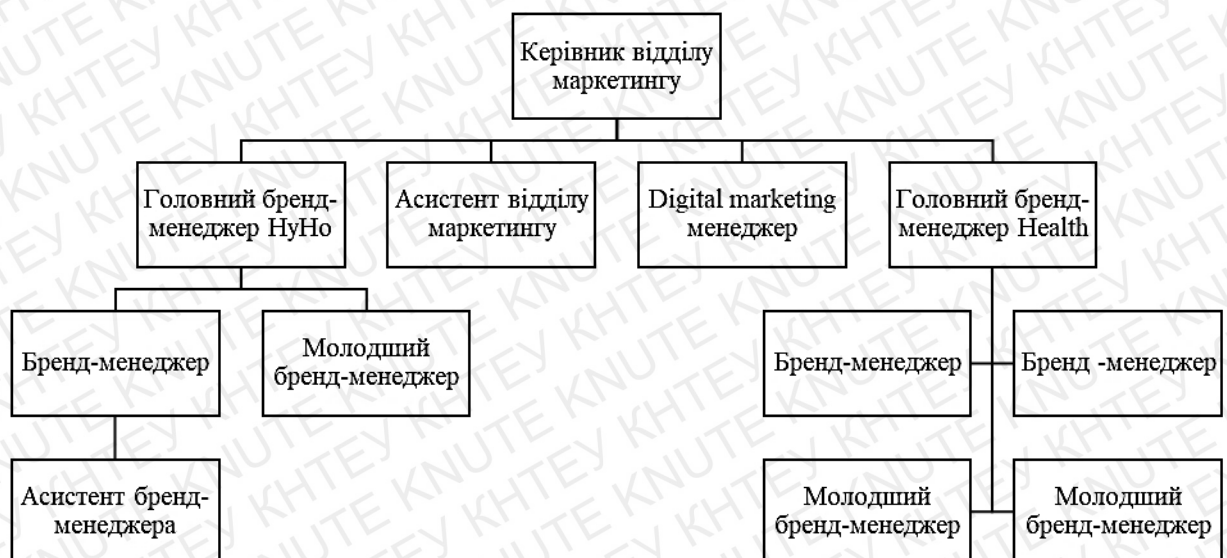 Керівник відділу
маркетингу
Головний бренд-
менеджер HyHo
Асистент відділу
маркетингу
Digital marketing
менеджер
Головний бренд-
менеджер Health
Бренд-менеджер
Молодший
бренд-менеджер
Бренд-менеджер
Бренд -менеджер
Асистент бренд-
менеджера
Молодший
бренд-менеджер
Молодший
бренд-менеджер